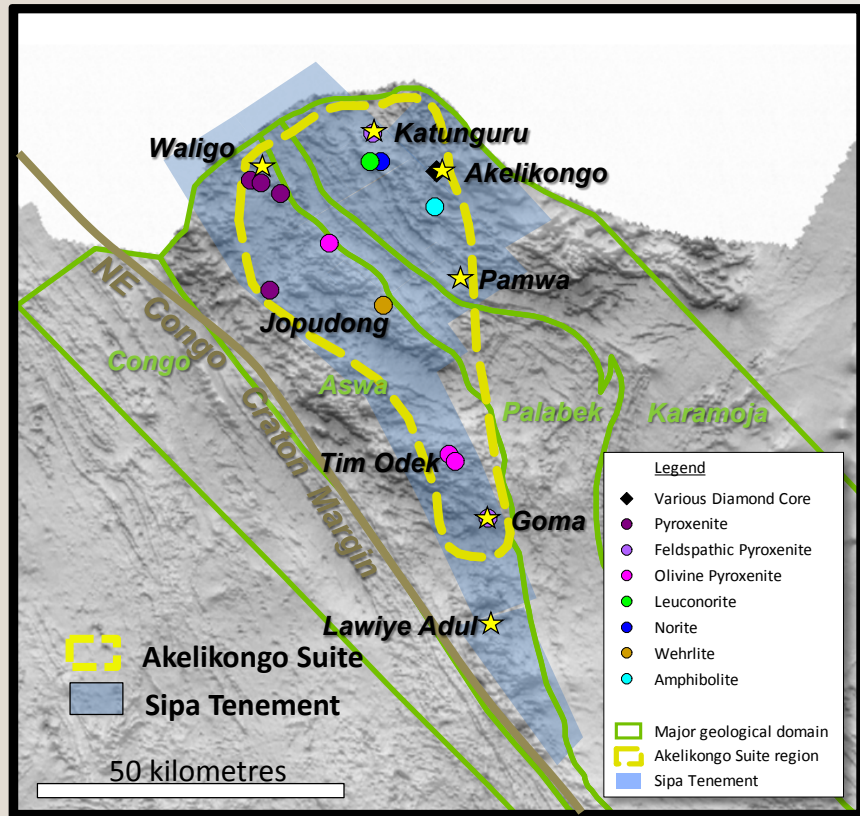 Katunguru
Waligo
Akelikongo
Pamwa
NE Congo Craton Margin
Jopudong
Congo
Aswa
Palabek
Karamoja
Tim Odek
Goma
Lawiye Adul
Akelikongo Suite
Sipa Tenement
50 kilometres
Legend
Various Diamond Core
Pyroxenite
Feldspathic Pyroxenite
Olivine Pyroxenite
Leuconorite
Norite
Wehrlite
Amphibolite
Major geological domain
Akelikongo Suite region
Sipa Tenement